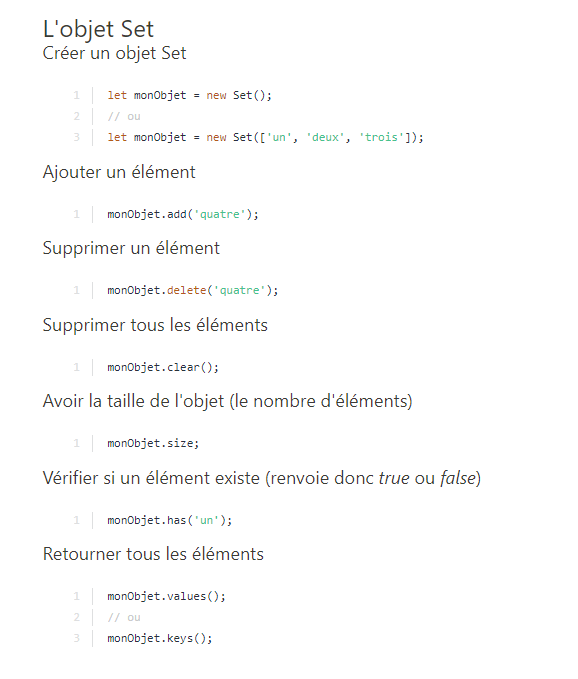 L'objet Set
Créer un objet Set
1 let monObjet = new Set();
2 // ou
3 let monObjet = new Set(['un', 'deux', 'trois']);
Ajouter un élément
1 monObjet.add('quatre');
Supprimer un élément
1 monObjet.delete('quatre');
Supprimer tous les éléments
1 monObjet.clear();
Avoir la taille de l'objet (le nombre d'éléments)
1 monObjet.size;
Vérifier si un élément existe (renvoie donc true ou false)
1 monObjet.has('un');
Retourner tous les éléments
1 monObjet.values();
2 // ou
3 monObjet.keys();